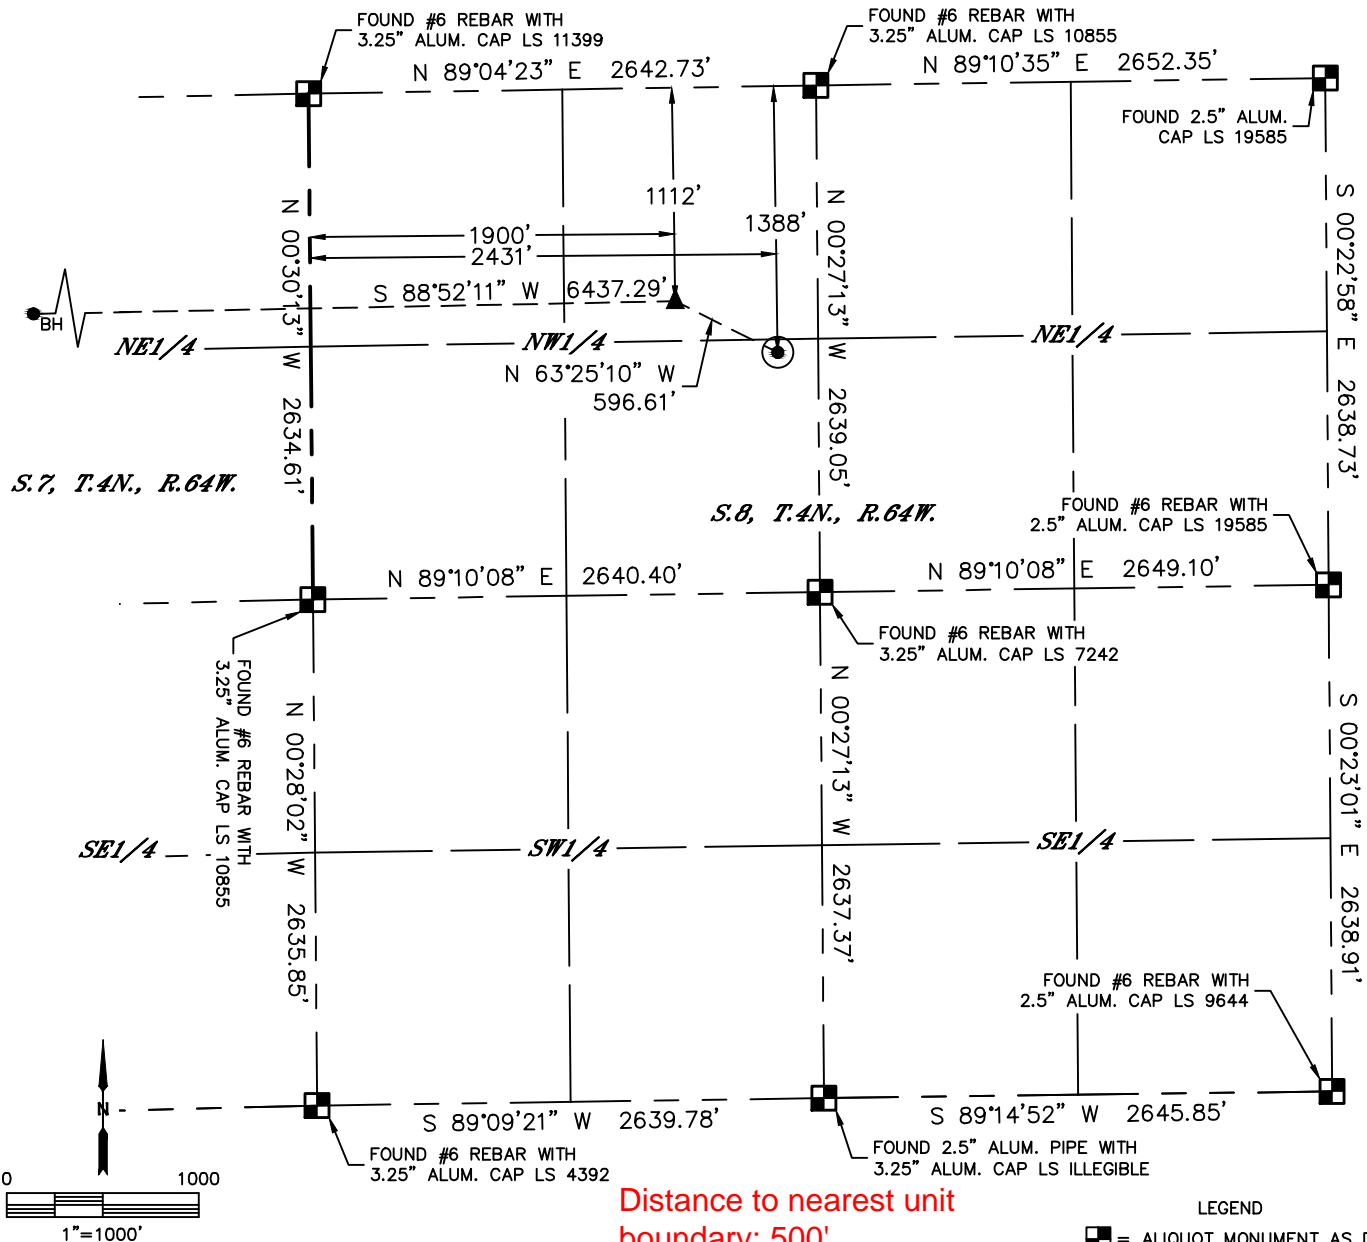 FOUND #6 REBAR WITH
3.25" ALUM. CAP LS 11399
FOUND #6 REBAR WITH
3.25" ALUM. CAP LS 10855
N 89°04'23" E 2642.73'
N 89°10'35" E 2652.35'
FOUND 2.5" ALUM.
CAP LS 19585
N 00°30'13" W 2634.61'
1112'
1388'
N 00°27'13" W 2639.05'
S 00°22'58" E 2638.73'
1900'
2431'
S 88°52'11" W 6437.29'
BH
NE1/4
NW1/4
NE1/4
N 63°25'10" W
596.61'
S.7, T.4N., R.64W.
S.8, T.4N., R.64W.
FOUND #6 REBAR WITH
2.5" ALUM. CAP LS 19585
N 89°10'08" E 2640.40'
N 89°10'08" E 2649.10'
FOUND #6 REBAR WITH
3.25" ALUM. CAP LS 7242
FOUND #6 REBAR WITH
3.25" ALUM. CAP LS 10855
N 00°28'02" W 2635.85'
N 00°27'13" W 2637.37'
S 00°23'01" E 2638.91'
SE1/4
SW1/4
SE1/4
FOUND #6 REBAR WITH
2.5" ALUM. CAP LS 9644
N
S 89°09'21" W 2639.78'
S 89°14'52" W 2645.85'
FOUND #6 REBAR WITH
3.25" ALUM. CAP LS 4392
FOUND 2.5" ALUM. PIPE WITH
3.25" ALUM. CAP LS ILLEGIBLE
0 1000
1"=1000'
Distance to nearest unit
boundary: 500'
LEGEND
= ALIQUOT MONUMENT AS